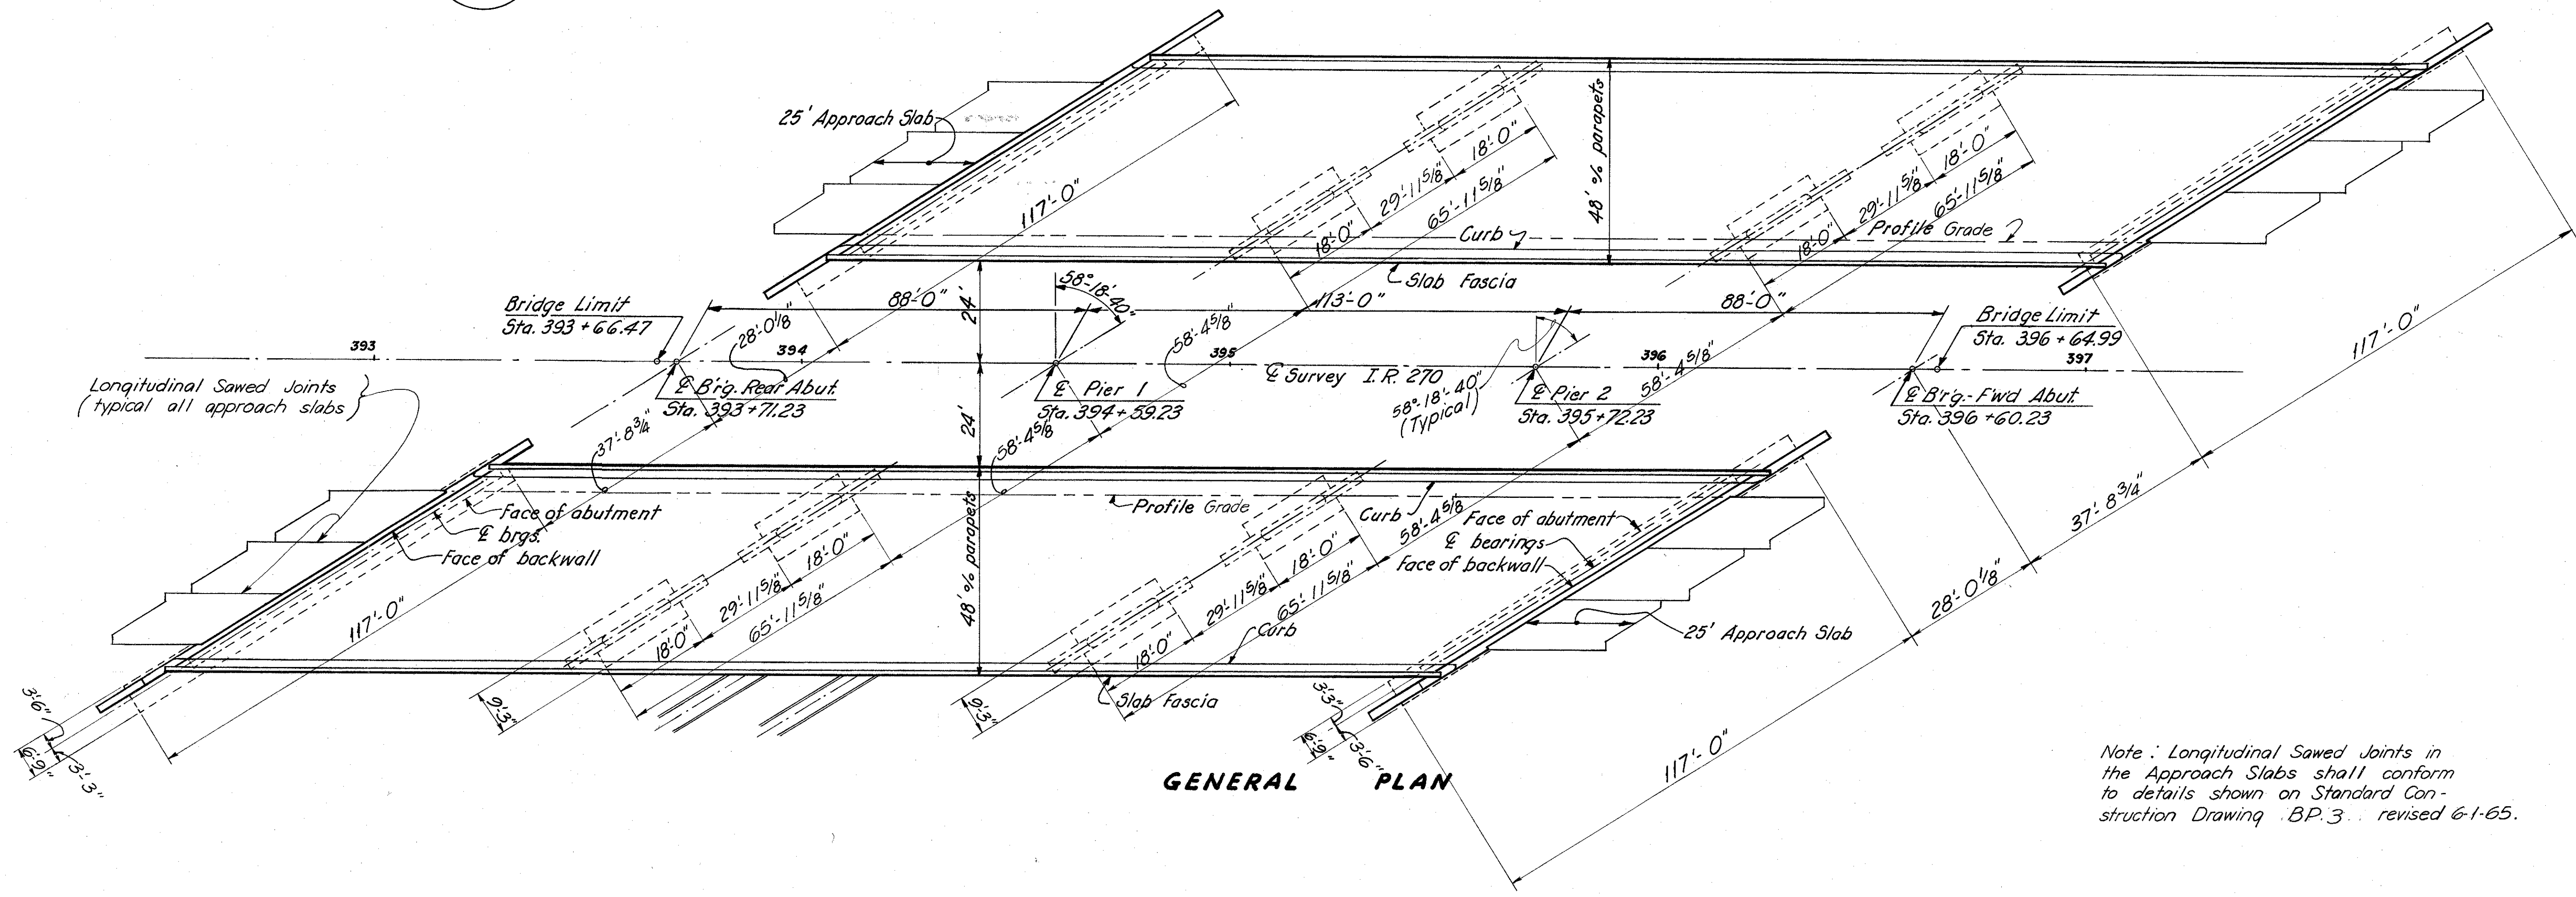 25' Approach Slab
117'-0"
18'-0"
29'-11 5/8"
65'-11 5/8"
18'-0"
48' % parapets
18'-0"
29'-11 5/8"
65'-11 5/8"
18'-0"
Curb
Profile Grade
Slab Fascia
Bridge Limit
Sta. 393 + 66.47
88'-0"
24'
58°-18'-40"
113'-0"
88'-0"
Bridge Limit
Sta. 396 + 64.99
117'-0"
28'-0 1/8"
58'-4 5/8"
393
394
395
396
397
℄ Survey I.R. 270
58'-4 5/8"
Longitudinal Sawed Joints
(typical all approach slabs)
℄ B'rg. Rear Abut.
Sta. 393+71.23
℄ Pier 1
Sta. 394+59.23
58°-18'-40"
(Typical)
℄ Pier 2
Sta. 395+72.23
℄ B'rg.-Fwd Abut.
Sta. 396+60.23
37'-8 3/4"
24'
58'-4 5/8"
Face of abutment
℄ brgs.
Face of backwall
Profile Grade
Curb
58'-4 5/8"
Face of abutment
℄ bearings
Face of backwall
37'-8 3/4"
117'-0"
18'-0"
29'-11 5/8"
65'-11 5/8"
18'-0"
48' % parapets
18'-0"
29'-11 5/8"
65'-11 5/8"
18'-0"
Curb
25' Approach Slab
28'-0 1/8"
Slab Fascia
3'-6"
6'-9"
3'-3"
9'-3"
9'-3"
3'-3"
6'-9"
3'-6"
117'-0"
GENERAL PLAN
Note : Longitudinal Sawed Joints in
the Approach Slabs shall conform
to details shown on Standard Con-
struction Drawing BP.3 revised 6-1-65.